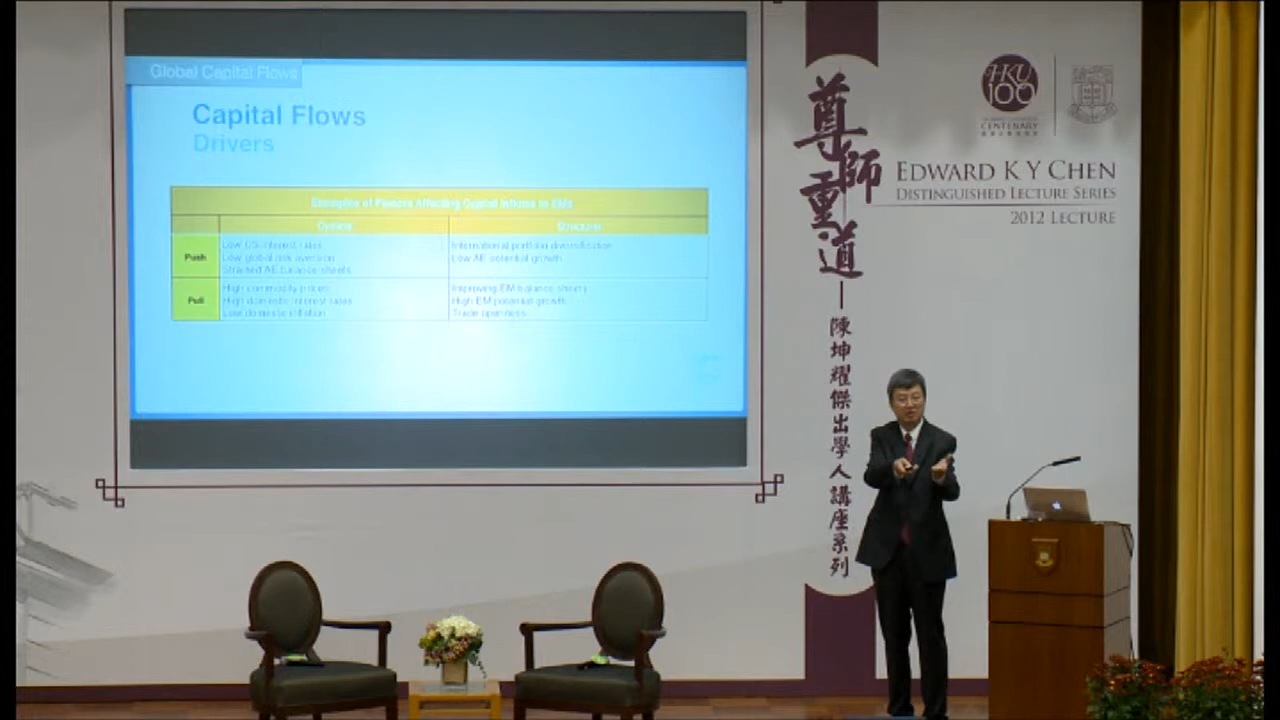 Global Capital Flows
Capital Flows
Drivers
Examples of Factors Affecting Capital Inflows to EMs
Cyclical
Structural
Push
Low US interest rates
Low global risk aversion
Strained AE balance sheets
International portfolio diversification
Low AE potential growth
Pull
High commodity prices
High domestic interest rates
Low domestic inflation
Improving EM balance sheets
High EM potential growth
Trade openness
尊師重道
陳坤耀傑出學人講座系列
HKU
100
CENTENARY
EDWARD K Y CHEN
DISTINGUISHED LECTURE SERIES
2012 LECTURE